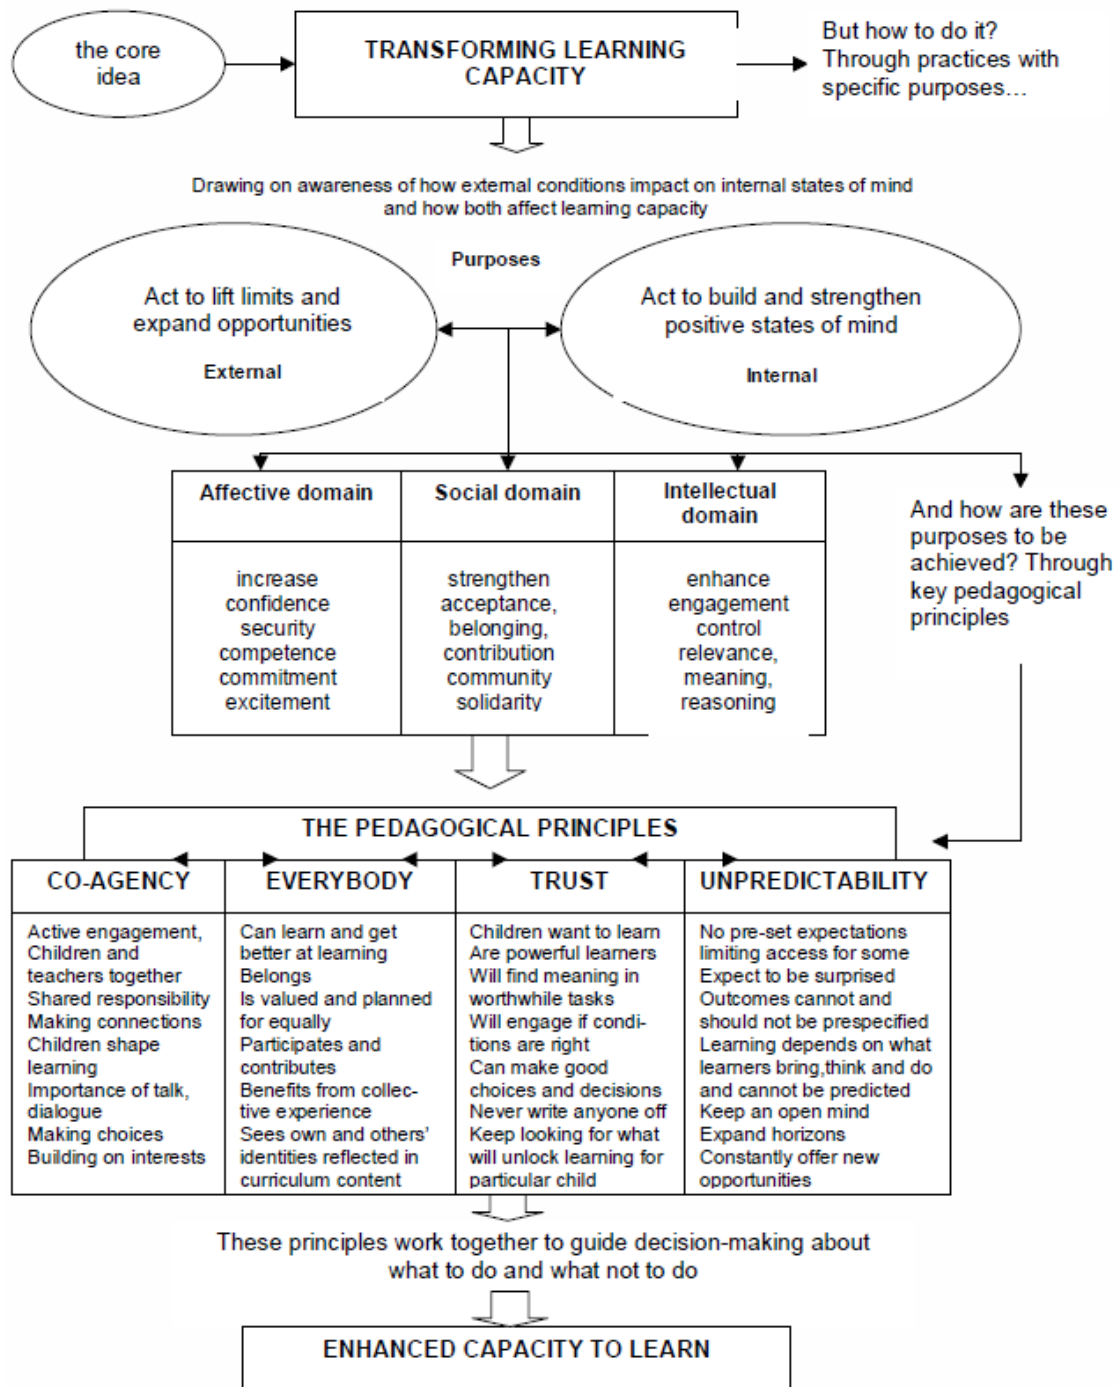 the core
idea
TRANSFORMING LEARNING
CAPACITY
But how to do it?
Through practices with
specific purposes...
Drawing on awareness of how external conditions impact on internal states of mind
and how both affect learning capacity
Purposes
Act to lift limits and
expand opportunities
External
Act to build and strengthen
positive states of mind
Internal
Affective domain
increase
confidence
security
competence
commitment
excitement
Social domain
strengthen
acceptance,
belonging,
contribution
community
solidarity
Intellectual
domain
enhance
engagement
control
relevance,
meaning,
reasoning
And how are these
purposes to be
achieved? Through
key pedagogical
principles
THE PEDAGOGICAL PRINCIPLES
CO-AGENCY
Active engagement,
Children and
teachers together
Shared responsibility
Making connections
Children shape
learning
Importance of talk,
dialogue
Making choices
Building on interests
EVERYBODY
Can learn and get
better at learning
Belongs
Is valued and planned
for equally
Participates and
contributes
Benefits from collec-
tive experience
Sees own and others'
identities reflected in
curriculum content
TRUST
Children want to learn
Are powerful learners
Will find meaning in
worthwhile tasks
Will engage if condi-
tions are right
Can make good
choices and decisions
Never write anyone off
Keep looking for what
will unlock learning for
particular child
UNPREDICTABILITY
No pre-set expectations
limiting access for some
Expect to be surprised
Outcomes cannot and
should not be prespecified
Learning depends on what
learners bring,think and do
and cannot be predicted
Keep an open mind
Expand horizons
Constantly offer new
opportunities
These principles work together to guide decision-making about
what to do and what not to do
ENHANCED CAPACITY TO LEARN